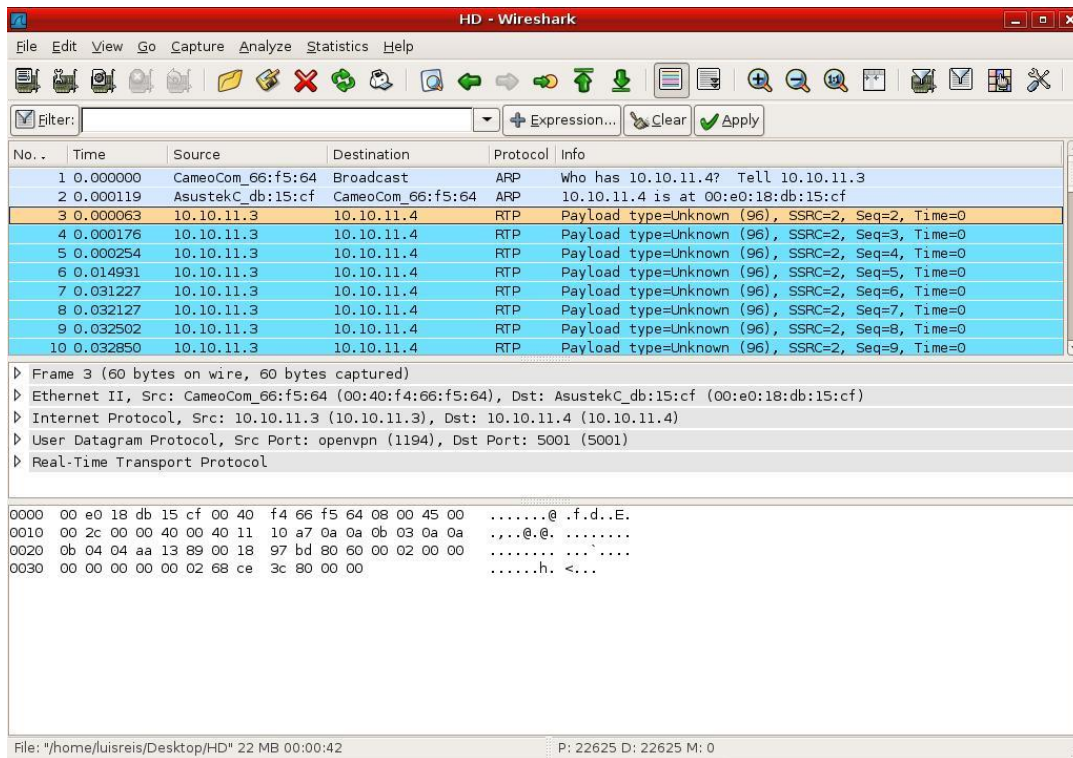 HD - Wireshark
File Edit View Go Capture Analyze Statistics Help
Filter: Expression... Clear Apply
No. . Time Source Destination Protocol Info
1 0.000000 CameoCom_66:f5:64 Broadcast ARP Who has 10.10.11.4? Tell 10.10.11.3
2 0.000119 AsustekC_db:15:cf CameoCom_66:f5:64 ARP 10.10.11.4 is at 00:e0:18:db:15:cf
3 0.000063 10.10.11.3 10.10.11.4 RTP Payload type=Unknown (96), SSRC=2, Seq=2, Time=0
4 0.000176 10.10.11.3 10.10.11.4 RTP Payload type=Unknown (96), SSRC=2, Seq=3, Time=0
5 0.000254 10.10.11.3 10.10.11.4 RTP Payload type=Unknown (96), SSRC=2, Seq=4, Time=0
6 0.014931 10.10.11.3 10.10.11.4 RTP Payload type=Unknown (96), SSRC=2, Seq=5, Time=0
7 0.031227 10.10.11.3 10.10.11.4 RTP Payload type=Unknown (96), SSRC=2, Seq=6, Time=0
8 0.032127 10.10.11.3 10.10.11.4 RTP Payload type=Unknown (96), SSRC=2, Seq=7, Time=0
9 0.032502 10.10.11.3 10.10.11.4 RTP Payload type=Unknown (96), SSRC=2, Seq=8, Time=0
10 0.032850 10.10.11.3 10.10.11.4 RTP Payload type=Unknown (96), SSRC=2, Seq=9, Time=0
Frame 3 (60 bytes on wire, 60 bytes captured)
Ethernet II, Src: CameoCom_66:f5:64 (00:40:f4:66:f5:64), Dst: AsustekC_db:15:cf (00:e0:18:db:15:cf)
Internet Protocol, Src: 10.10.11.3 (10.10.11.3), Dst: 10.10.11.4 (10.10.11.4)
User Datagram Protocol, Src Port: openvpn (1194), Dst Port: 5001 (5001)
Real-Time Transport Protocol
0000 00 e0 18 db 15 cf 00 40 f4 66 f5 64 08 00 45 00 .......@ .f.d..E.
0010 00 2c 00 00 40 00 40 11 10 a7 0a 0a 0b 03 0a 0a .,..@.@. ........
0020 0b 04 04 aa 13 89 00 18 97 bd 80 60 00 02 00 00 ........ ...`....
0030 00 00 00 00 00 02 68 ce 3c 80 00 00 ......h. <...
File: "/home/luisreis/Desktop/HD" 22 MB 00:00:42 P: 22625 D: 22625 M: 0